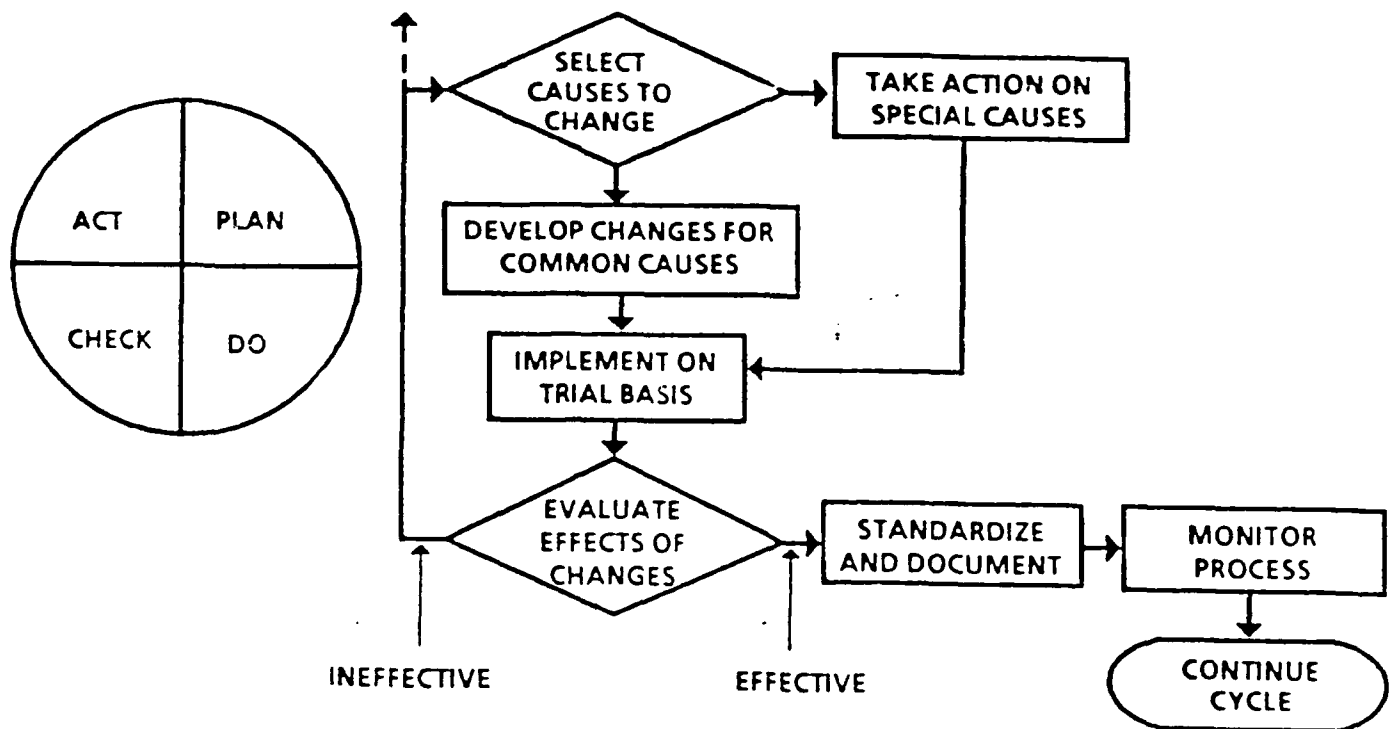 SELECT
CAUSES TO
CHANGE
TAKE ACTION ON
SPECIAL CAUSES
ACT
PLAN
CHECK
DO
DEVELOP CHANGES FOR
COMMON CAUSES
IMPLEMENT ON
TRIAL BASIS
EVALUATE
EFFECTS OF
CHANGES
STANDARDIZE
AND DOCUMENT
MONITOR
PROCESS
INEFFECTIVE
EFFECTIVE
CONTINUE
CYCLE